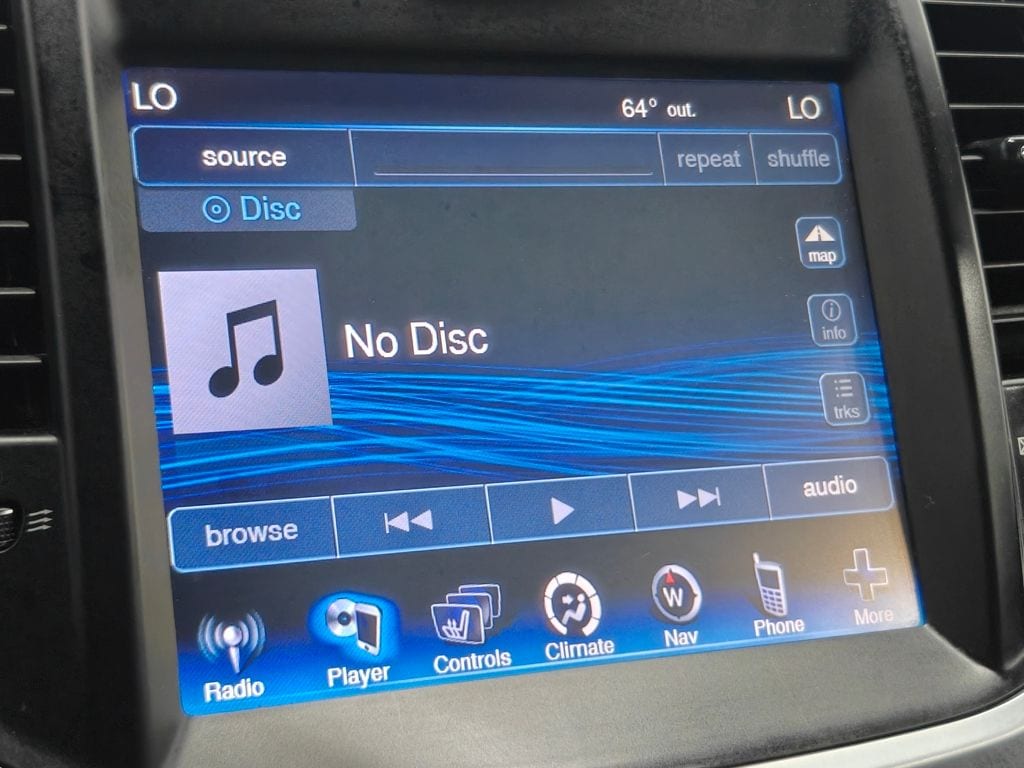 LO 64° out. LO
source repeat shuffle
Disc
map
No Disc
info
trks
browse audio
W
Radio Player Controls Climate Nav Phone More